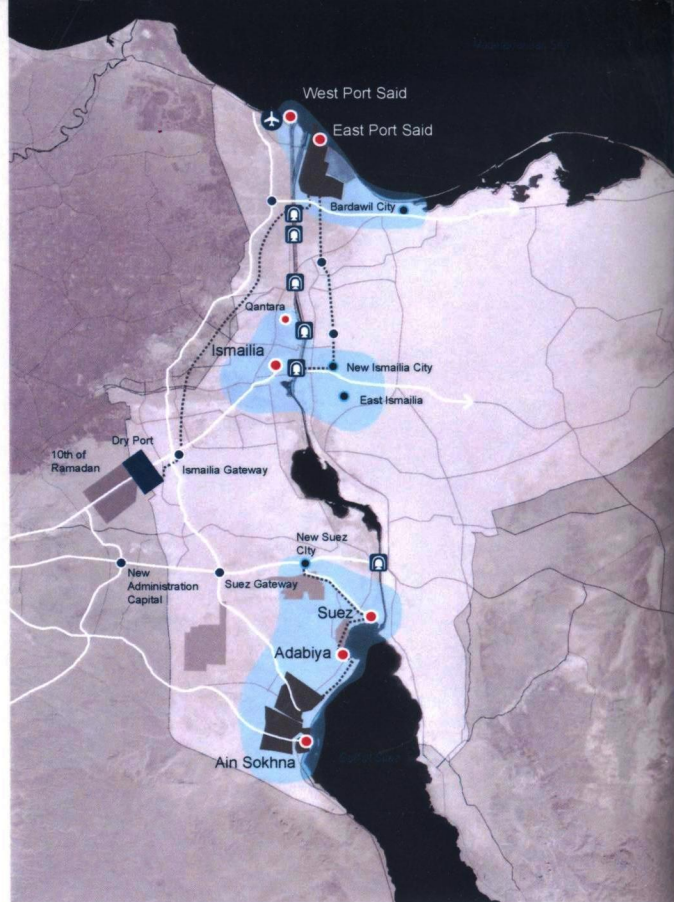 West Port Said
East Port Said
Bardawil City
Qantara
Ismailia
New Ismailia City
East Ismailia
Dry Port
10th of
Ramadan
Ismailia Gateway
New Suez
City
New
Administration
Capital
Suez Gateway
Suez
Adabiya
Ain Sokhna